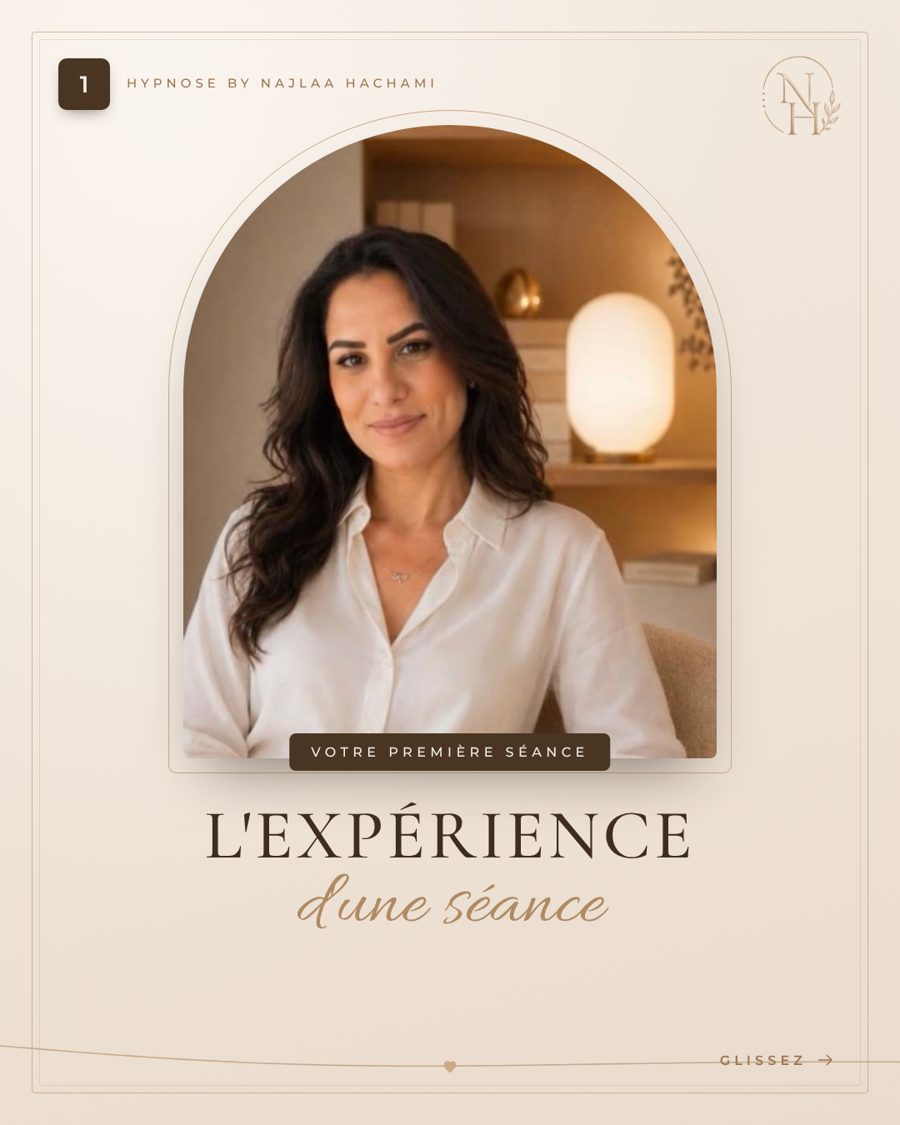 1
HYPNOSE BY NAJLAA HACHAMI
NH
VOTRE PREMIÈRE SÉANCE
L'EXPÉRIENCE
d'une séance
GLISSEZ →